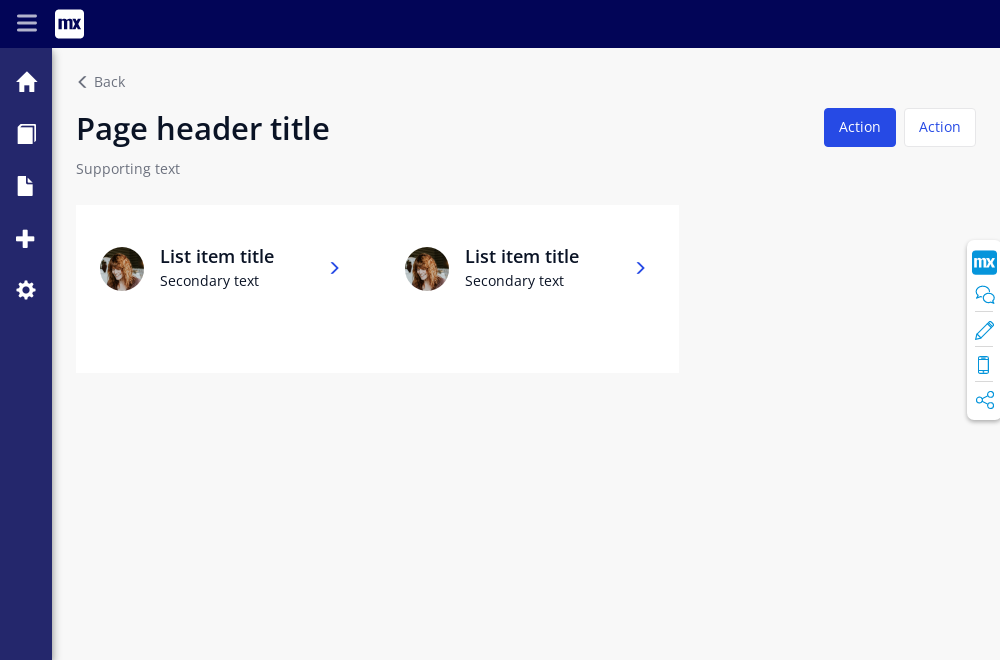 mx
Back
Page header title
Action
Action
Supporting text
List item title
Secondary text
List item title
Secondary text
mx